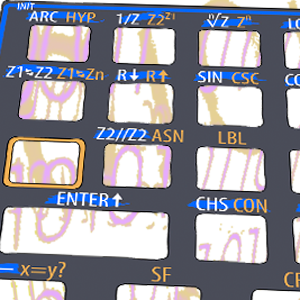 INIT
ARC HYP 1/Z Z2^Z1 ∜Z Z^n
Z1⇆Z2 Z1⇆Zn R↓ R↑ SIN CSC
Z2//Z2 ASN LBL
ENTER↑ CHS CON
x=y? SF